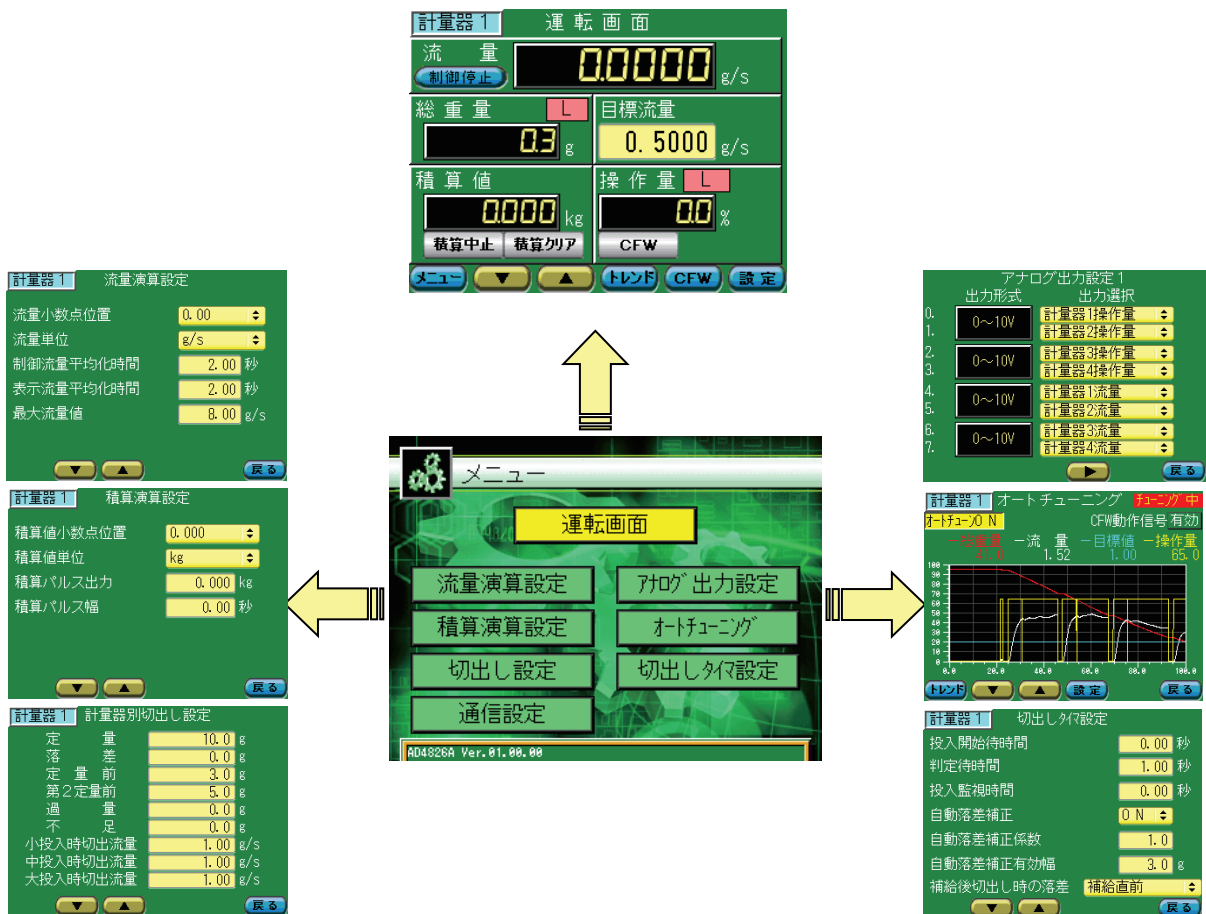 計量器1 運転画面
流量 0.0000 g/s
制御停止
総重量 L 目標流量
0.3 g 0.5000 g/s
積算値 操作量 L
0.000 kg 0.0 %
積算中止 積算クリア CFW
メニュー ▼ ▲ トレンド CFW 設定
計量器1 流量演算設定
流量小数点位置 0.00
流量単位 g/s
制御流量平均化時間 2.00 秒
表示流量平均化時間 2.00 秒
最大流量値 8.00 g/s
▼ ▲ 戻る
計量器1 積算演算設定
積算値小数点位置 0.000
積算値単位 kg
積算パルス出力 0.000 kg
積算パルス幅 0.00 秒
▼ ▲ 戻る
計量器1 計量器別切出し設定
定量 10.0 g
落差 0.0 g
定量前 3.0 g
第2定量前 5.0 g
過量 0.0 g
不足 0.0 g
小投入時切出流量 1.00 g/s
中投入時切出流量 1.00 g/s
大投入時切出流量 1.00 g/s
▼ ▲ 戻る
メニュー
運転画面
流量演算設定 アナログ出力設定
積算演算設定 オートチューニング
切出し設定 切出しタイマ設定
通信設定
AD4826A Ver.01.00.00
アナログ出力設定1
出力形式 出力選択
0. 0～10V 計量器1操作量
1. 計量器2操作量
2. 0～10V 計量器3操作量
3. 計量器4操作量
4. 0～10V 計量器1流量
5. 計量器2流量
6. 0～10V 計量器3流量
7. 計量器4流量
▶ 戻る
計量器1 オートチューニング チューニング中
オートチューンON CFW動作信号 有効
－流量 －目標値 －操作量
1.52 1.00 65.0
100
90
80
70
60
50
40
30
20
10
0
0.0 20.0 40.0 60.0 80.0 100.0
トレンド ▼ ▲ 設定 戻る
計量器1 切出しタイマ設定
投入開始待時間 0.00 秒
判定待時間 1.00 秒
投入監視時間 0.00 秒
自動落差補正 ON
自動落差補正係数 1.0
自動落差補正有効幅 3.0 g
補給後切出し時の落差 補給直前
▼ ▲ 戻る